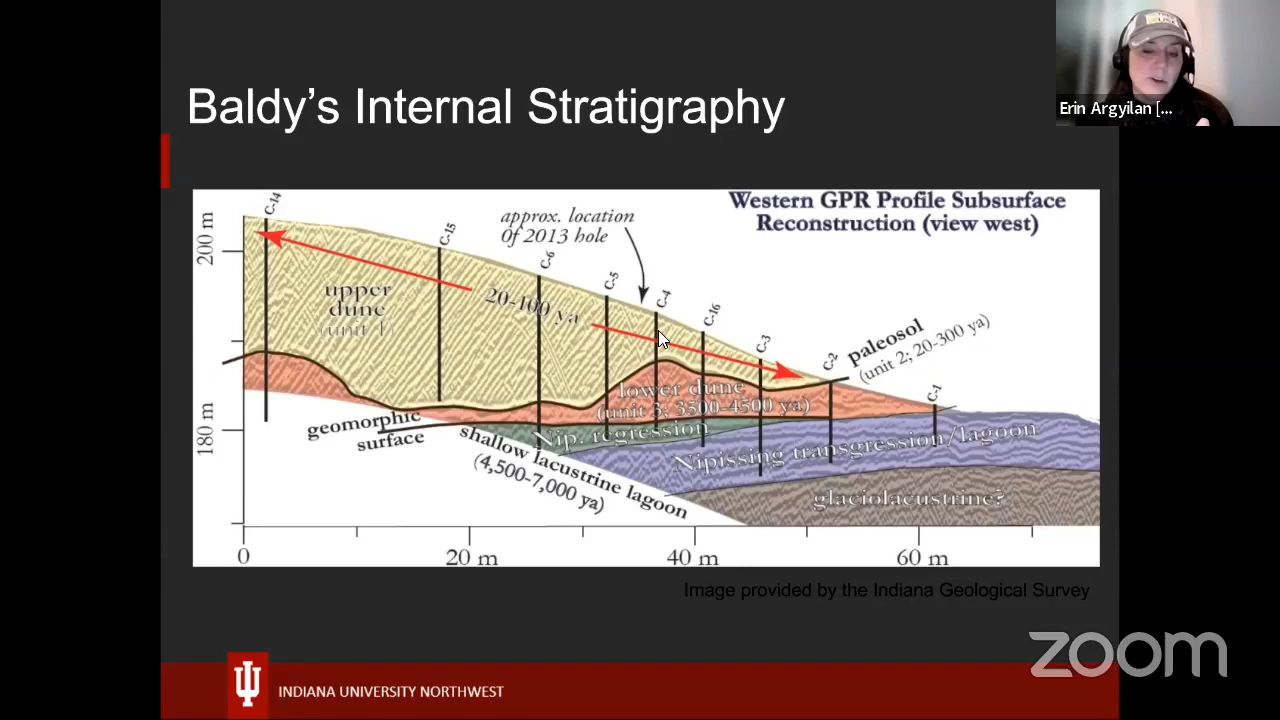 Erin Argyilan [...
Baldy's Internal Stratigraphy
Western GPR Profile Subsurface
Reconstruction (view west)
approx. location
0f 2013 hole
C-14
C-15
C-6
C-5
C-4
C-16
C-3
C-2
C-1
200 m
180 m
upper
dune
(unit 1)
20-100 ya
paleosol
(unit 2; 20-300 ya)
lower dune
(unit 3; 3500-4500 ya)
geomorphic
surface
Nip. regression
shallow lacustrine lagoon
(4,500-7,000 ya)
Nipissing transgression/lagoon
glaciolacustrine?
0
20 m
40 m
60 m
Image provided by the Indiana Geological Survey
zoom
INDIANA UNIVERSITY NORTHWEST